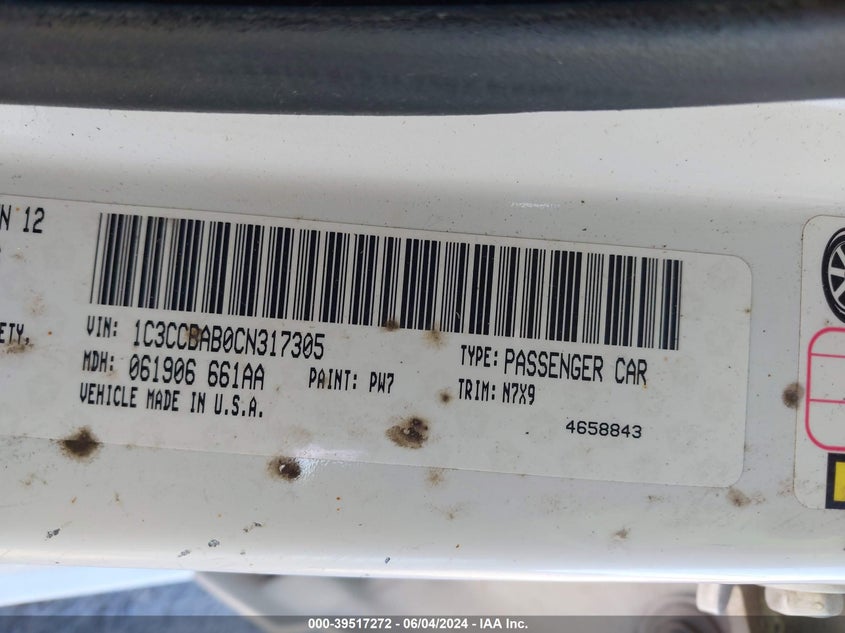 N 12
ETY,
VIN: 1C3CCBAB0CN317305
TYPE: PASSENGER CAR
MDH: 061906 661AA
PAINT: PW7
TRIM: N7X9
VEHICLE MADE IN U.S.A.
4658843
000-39517272 - 06/04/2024 - IAA Inc.